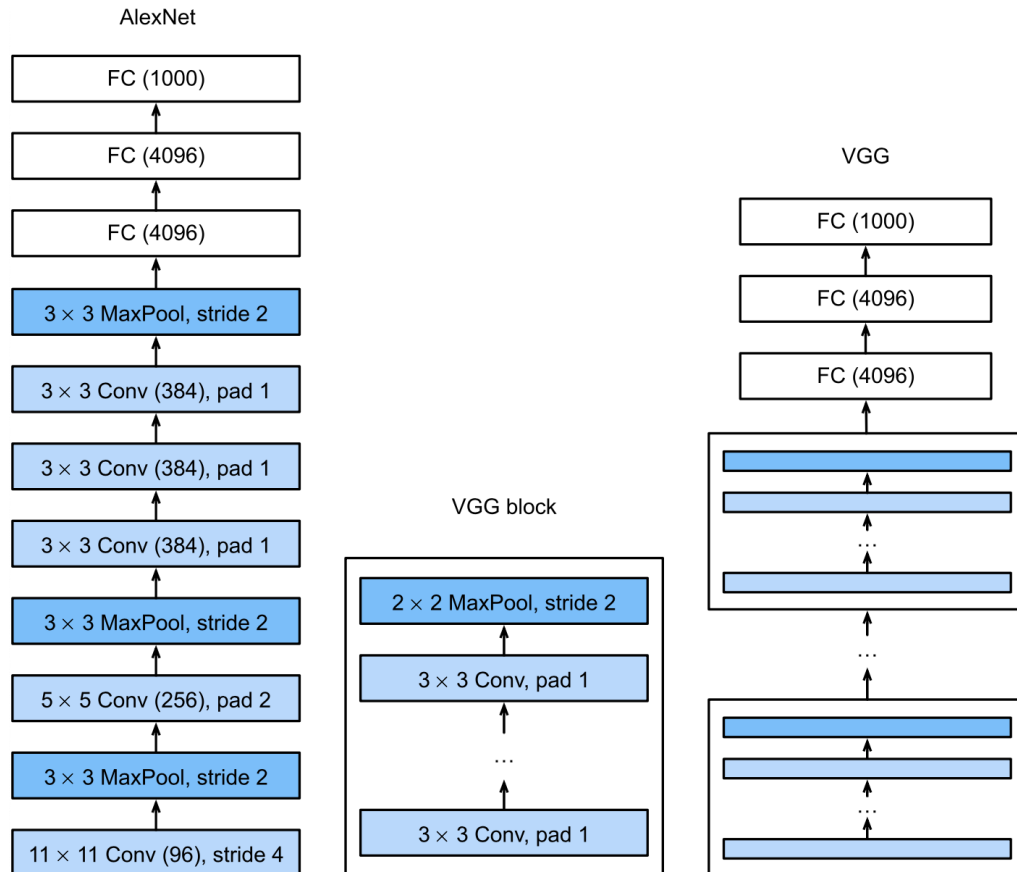 AlexNet
FC (1000)
FC (4096)
FC (4096)
3 × 3 MaxPool, stride 2
3 × 3 Conv (384), pad 1
3 × 3 Conv (384), pad 1
3 × 3 Conv (384), pad 1
3 × 3 MaxPool, stride 2
5 × 5 Conv (256), pad 2
3 × 3 MaxPool, stride 2
11 × 11 Conv (96), stride 4
VGG block
2 × 2 MaxPool, stride 2
3 × 3 Conv, pad 1
...
3 × 3 Conv, pad 1
VGG
FC (1000)
FC (4096)
FC (4096)
...
...
...